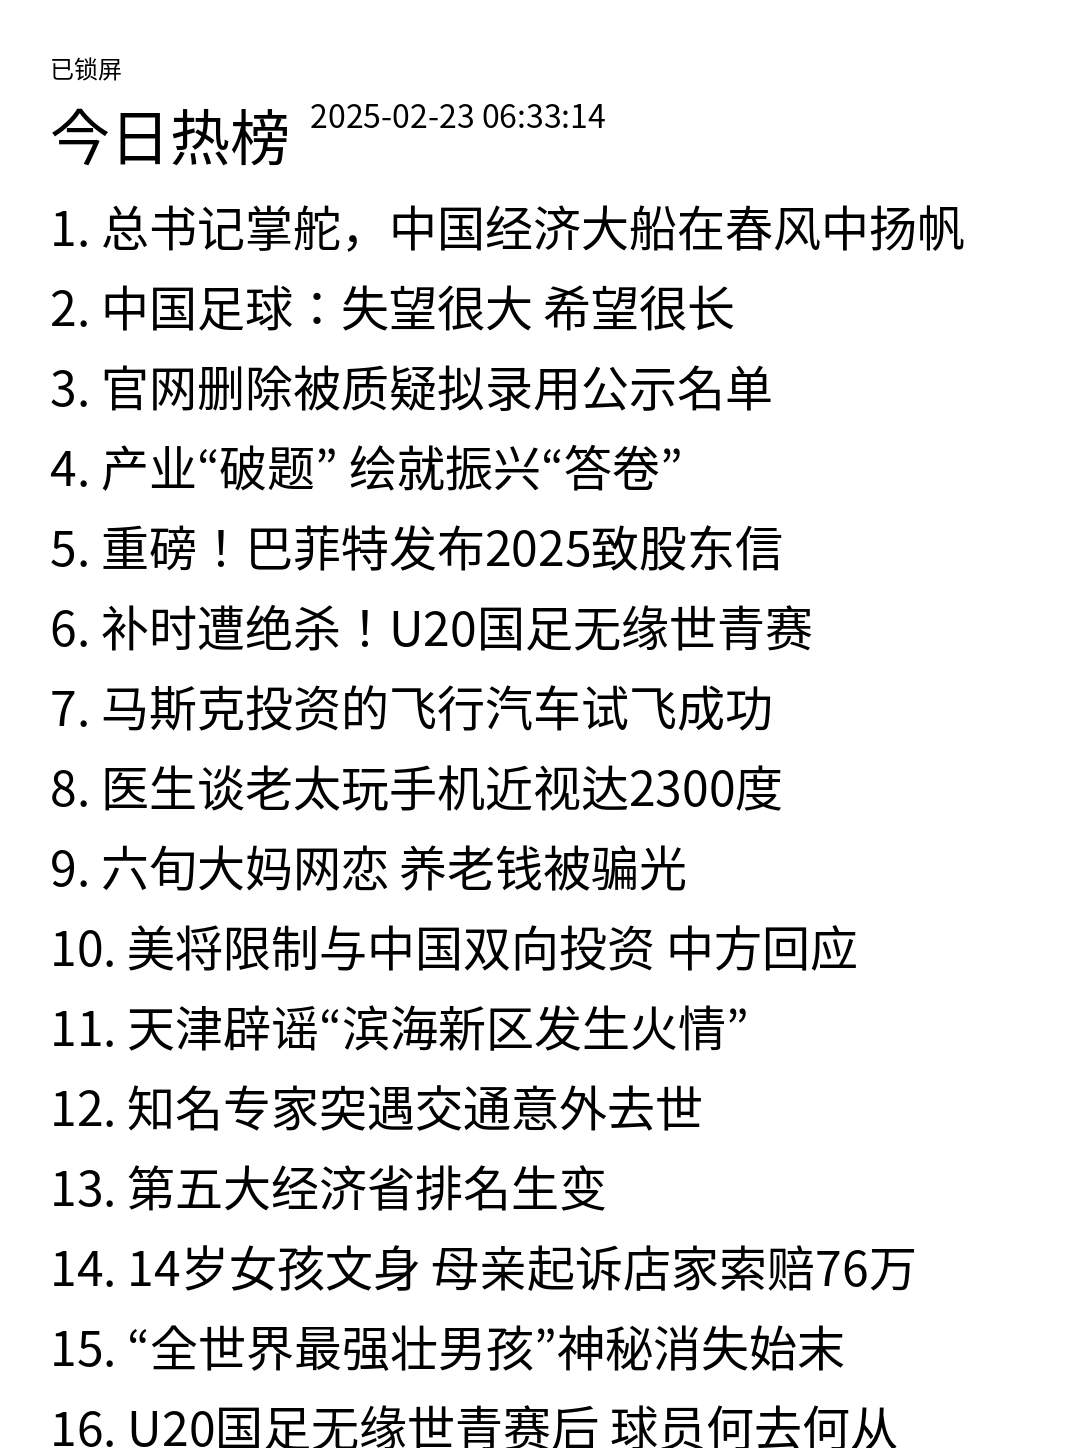 已锁屏
今日热榜 2025-02-23 06:33:14
1. 总书记掌舵，中国经济大船在春风中扬帆
2. 中国足球：失望很大 希望很长
3. 官网删除被质疑拟录用公示名单
4. 产业“破题” 绘就振兴“答卷”
5. 重磅！巴菲特发布2025致股东信
6. 补时遭绝杀！U20国足无缘世青赛
7. 马斯克投资的飞行汽车试飞成功
8. 医生谈老太玩手机近视达2300度
9. 六旬大妈网恋 养老钱被骗光
10. 美将限制与中国双向投资 中方回应
11. 天津辟谣“滨海新区发生火情”
12. 知名专家突遇交通意外去世
13. 第五大经济省排名生变
14. 14岁女孩文身 母亲起诉店家索赔76万
15. “全世界最强壮男孩”神秘消失始末
16. U20国足无缘世青赛后 球员何去何从